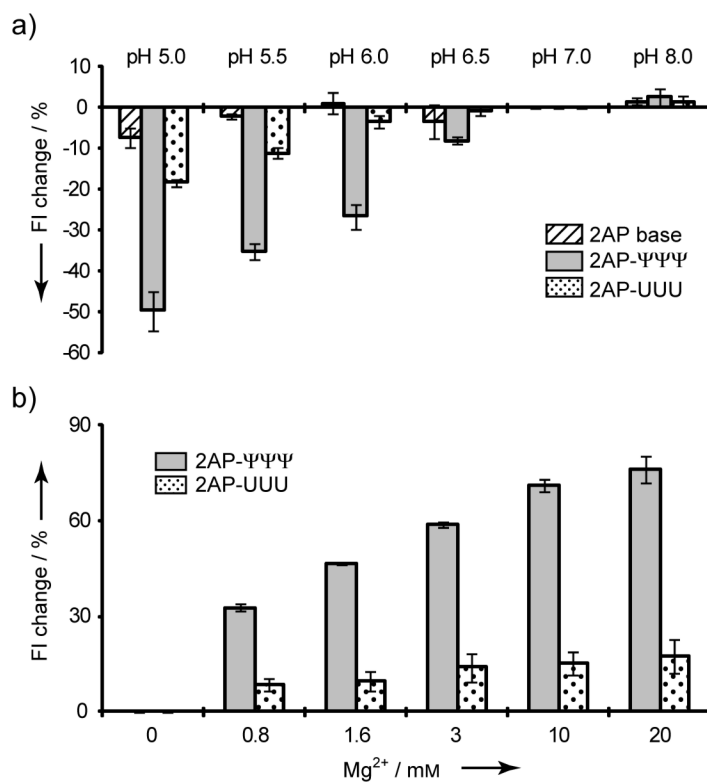 a)
pH 5.0 pH 5.5 pH 6.0 pH 6.5 pH 7.0 pH 8.0
10
0
-10
-20
-30
-40
-50
-60
FI change / %
2AP base
2AP-ΨΨΨ
2AP-UUU
b)
90
60
30
0
FI change / %
2AP-ΨΨΨ
2AP-UUU
0 0.8 1.6 3 10 20
Mg²⁺ / mM